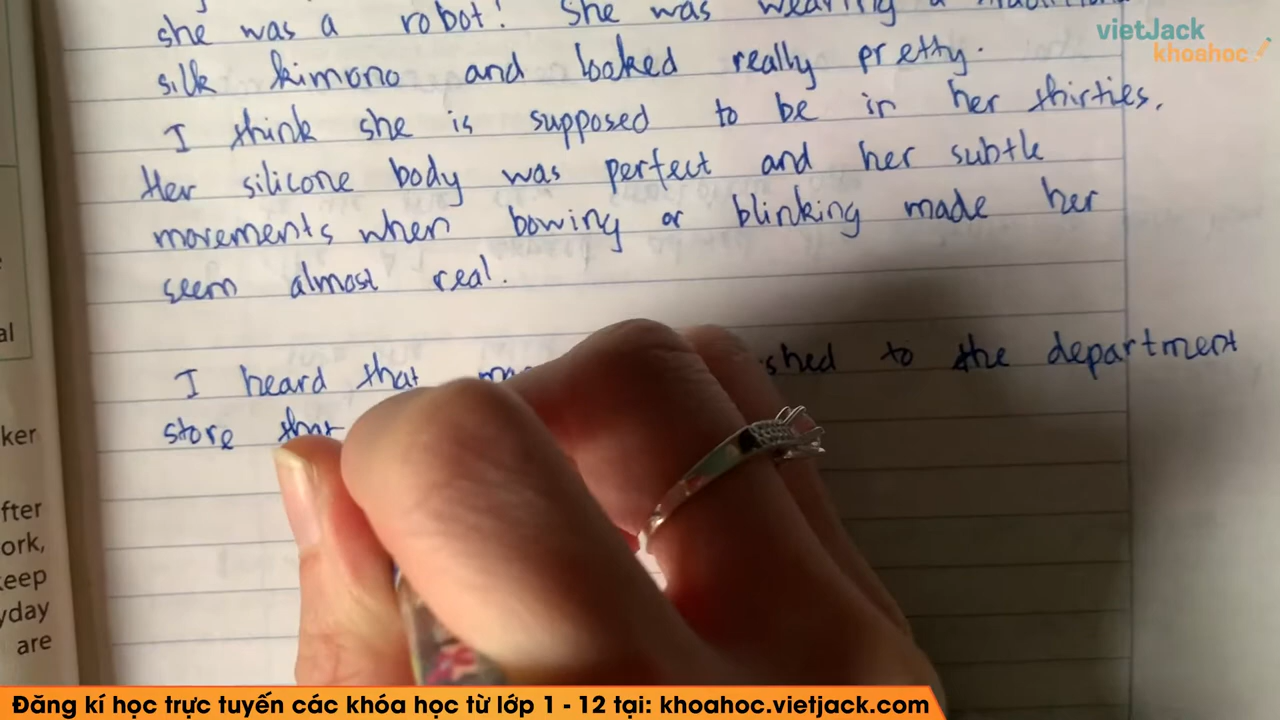 she was a robot! She was wearing a
silk kimono and looked really pretty.
I think she is supposed to be in her thirties.
Her silicone body was perfect and her subtle
movements when bowing or blinking made her
seem almost real.
I heard that shed to the department
store that
al
ker
fter
ork,
keep
yday
are
vietJack
khoahoc
Đăng kí học trực tuyến các khóa học từ lớp 1 - 12 tại: khoahoc.vietjack.com